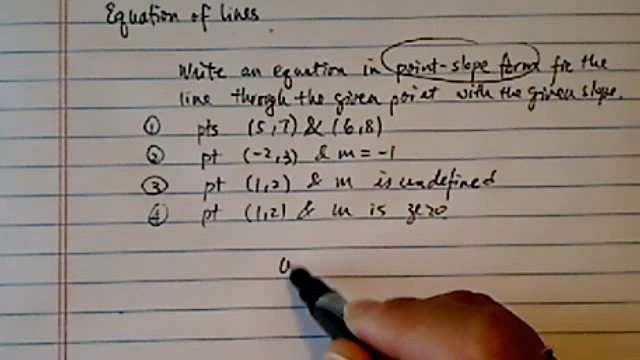 Equation of lines
Write an equation in point-slope form for the
line through the given point with the given slope.
① pts (5,7) & (6,8)
② pt (-2,3) & m = -1
③ pt (1,2) & m is undefined
④ pt (1,2) & m is zero